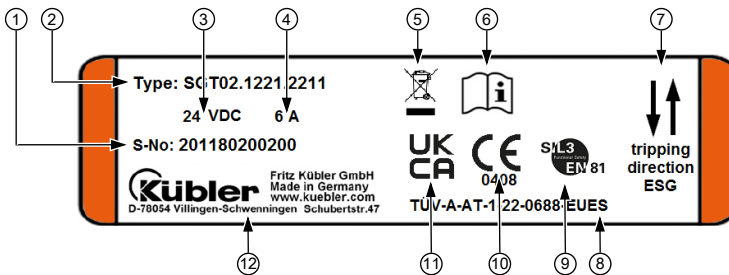 1 2 3 4 5 6 7
Type: SGT02.1221.2211
24 VDC 6 A
S-No: 201180200200
UK
CA
CE
0408
SIL3
Functional Safety
EN 81
tripping
direction
ESG
Kübler
Fritz Kübler GmbH
Made in Germany
www.kuebler.com
D-78054 Villingen-Schwenningen Schubertstr.47
TÜV-A-AT-1-22-0688-EUES
12 11 10 9 8